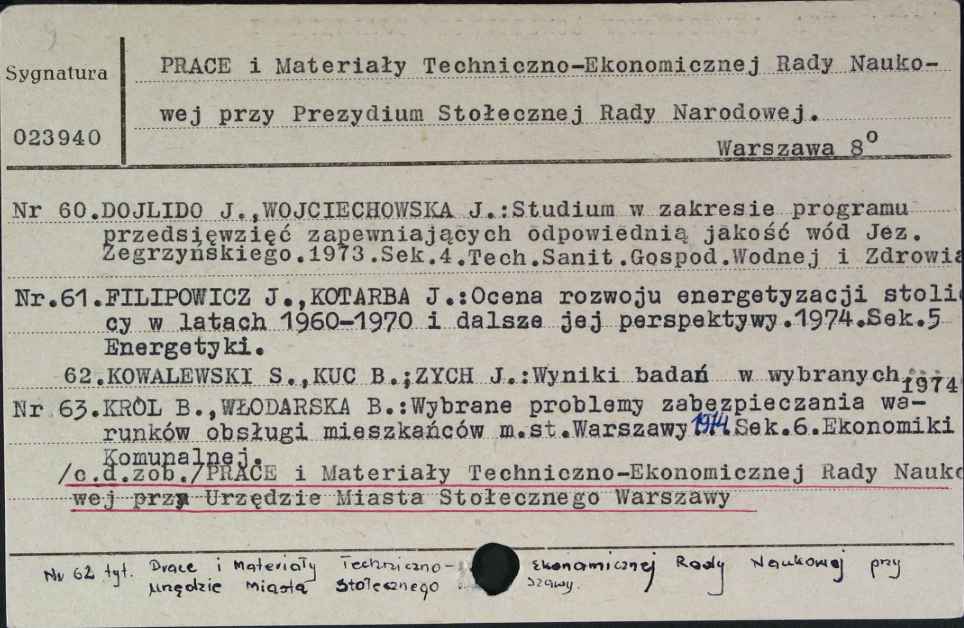 Sygnatura
023940
PRACE i Materiały Techniczno-Ekonomicznej Rady Nauko-
wej przy Prezydium Stołecznej Rady Narodowej.
Warszawa 8°
Nr 60.DOJLIDO J.,WOJCIECHOWSKA J.:Studium w zakresie programu
przedsięwzięć zapewniających odpowiednią jakość wód Jez.
Zegrzyńskiego.1973.Sek.4.Tech.Sanit.Gospod.Wodnej i Zdrowia
Nr.61.FILIPOWICZ J.,KOTARBA J.:Ocena rozwoju energetyzacji stoli
cy w latach 1960-1970 i dalsze jej perspektywy.1974.Sek.5
Energetyki.
62.KOWALEWSKI S.,KUC B.;ZYCH J.:Wyniki badań w wybranych 1974
Nr 63.KRÓL B.,WŁODARSKA B.:Wybrane problemy zabezpieczania wa-
runków obsługi mieszkańców m.st.Warszawy 1974 Sek.6.Ekonomiki
Komunalnej.
/c.d.zob./PRACE i Materiały Techniczno-Ekonomicznej Rady Nauko
wej przy Urzędzie Miasta Stołecznego Warszawy
Nr 62 tyt. Prace i Materiały Techniczno- Ekonomicznej Rady Naukowej przy
urzędzie Miasta Stołecznego szawy.